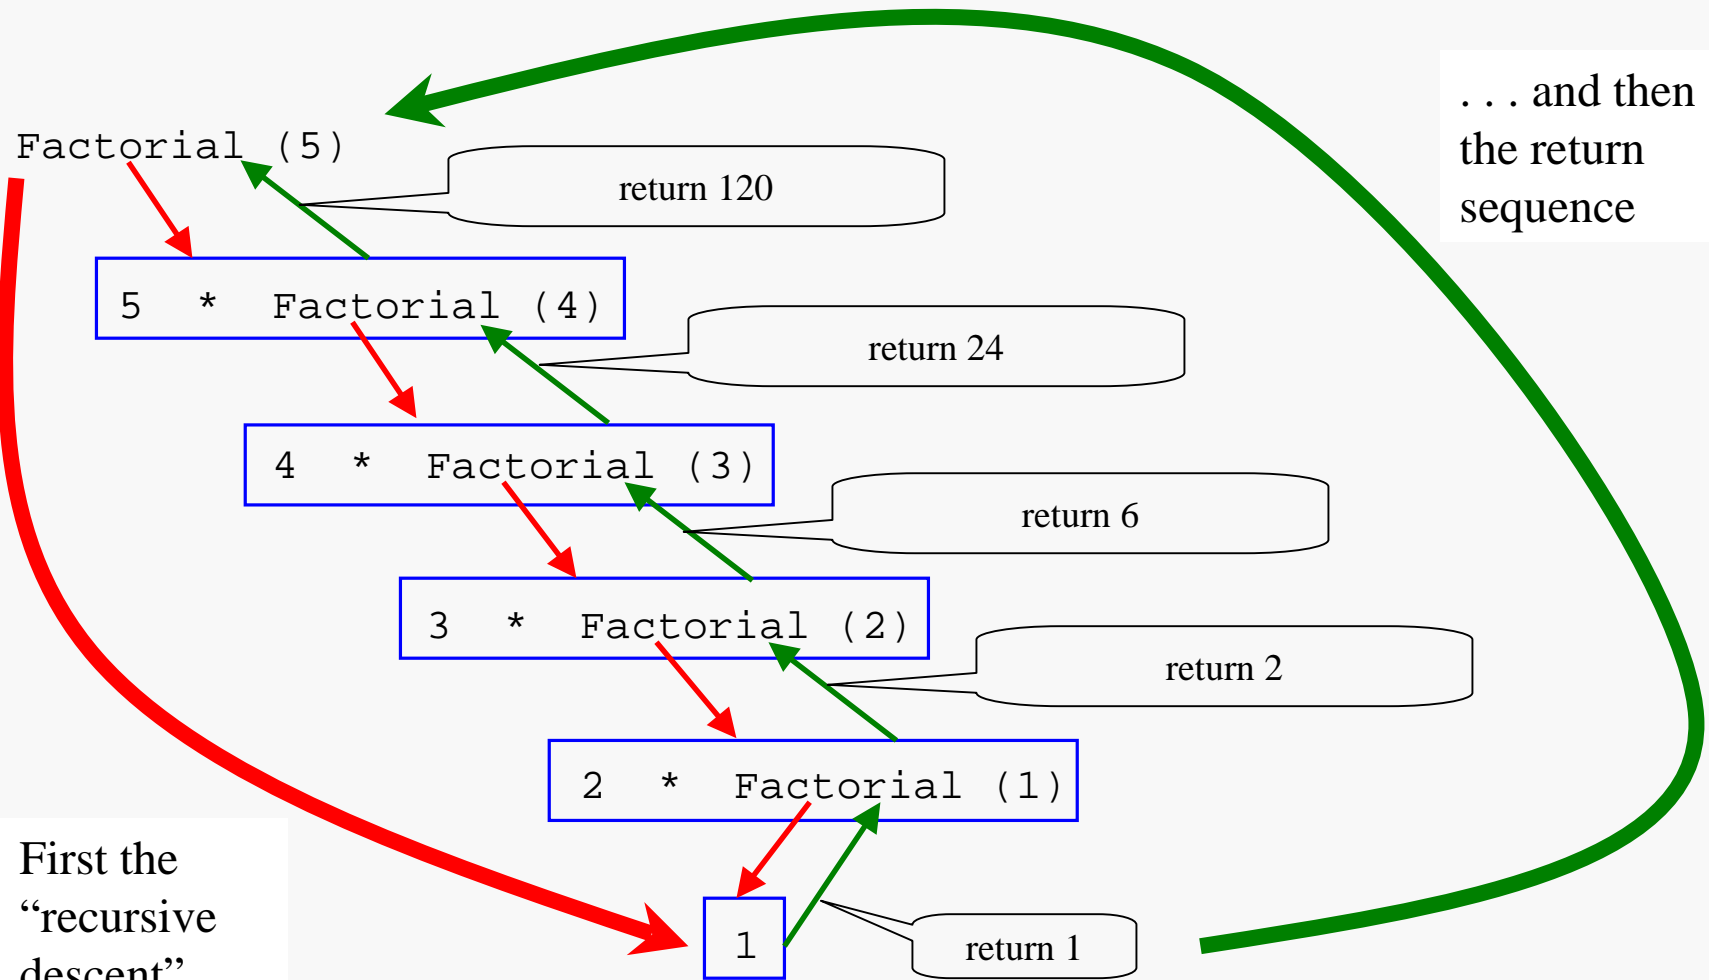 . . . and then
the return
sequence
Factorial (5)
return 120
5 * Factorial (4)
return 24
4 * Factorial (3)
return 6
3 * Factorial (2)
return 2
2 * Factorial (1)
First the
“recursive
descent”
1
return 1